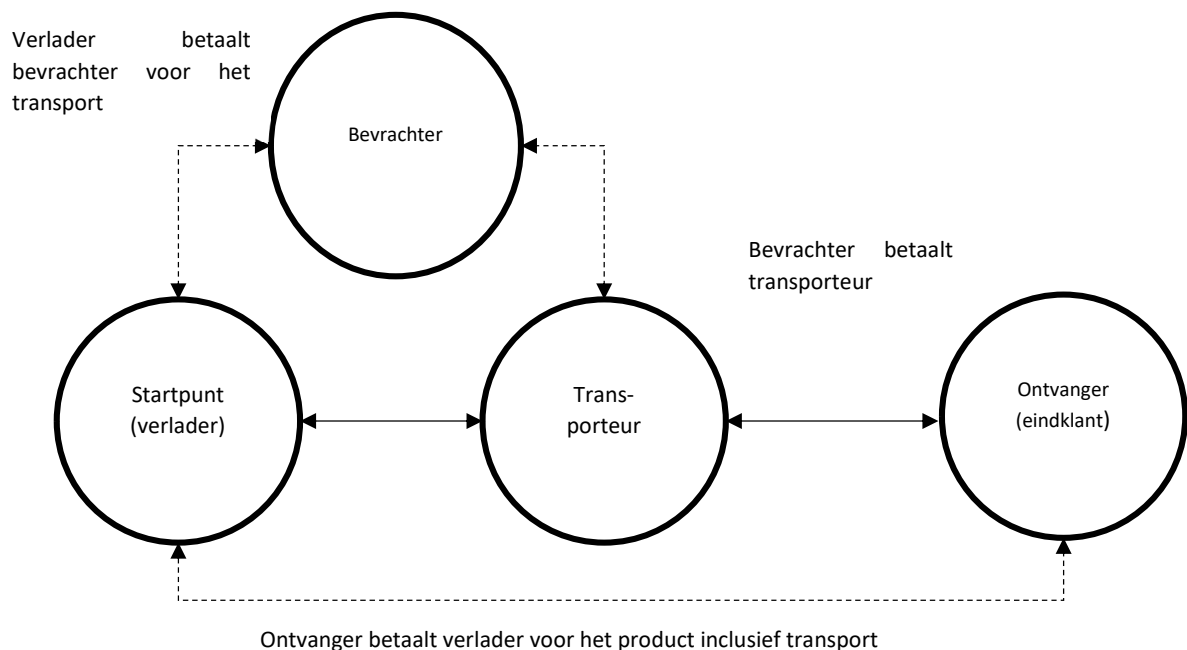 Verlader betaalt
bevrachter voor het
transport
Bevrachter
Bevrachter betaalt
transporteur
Startpunt
(verlader)
Trans-
porteur
Ontvanger
(eindklant)
Ontvanger betaalt verlader voor het product inclusief transport